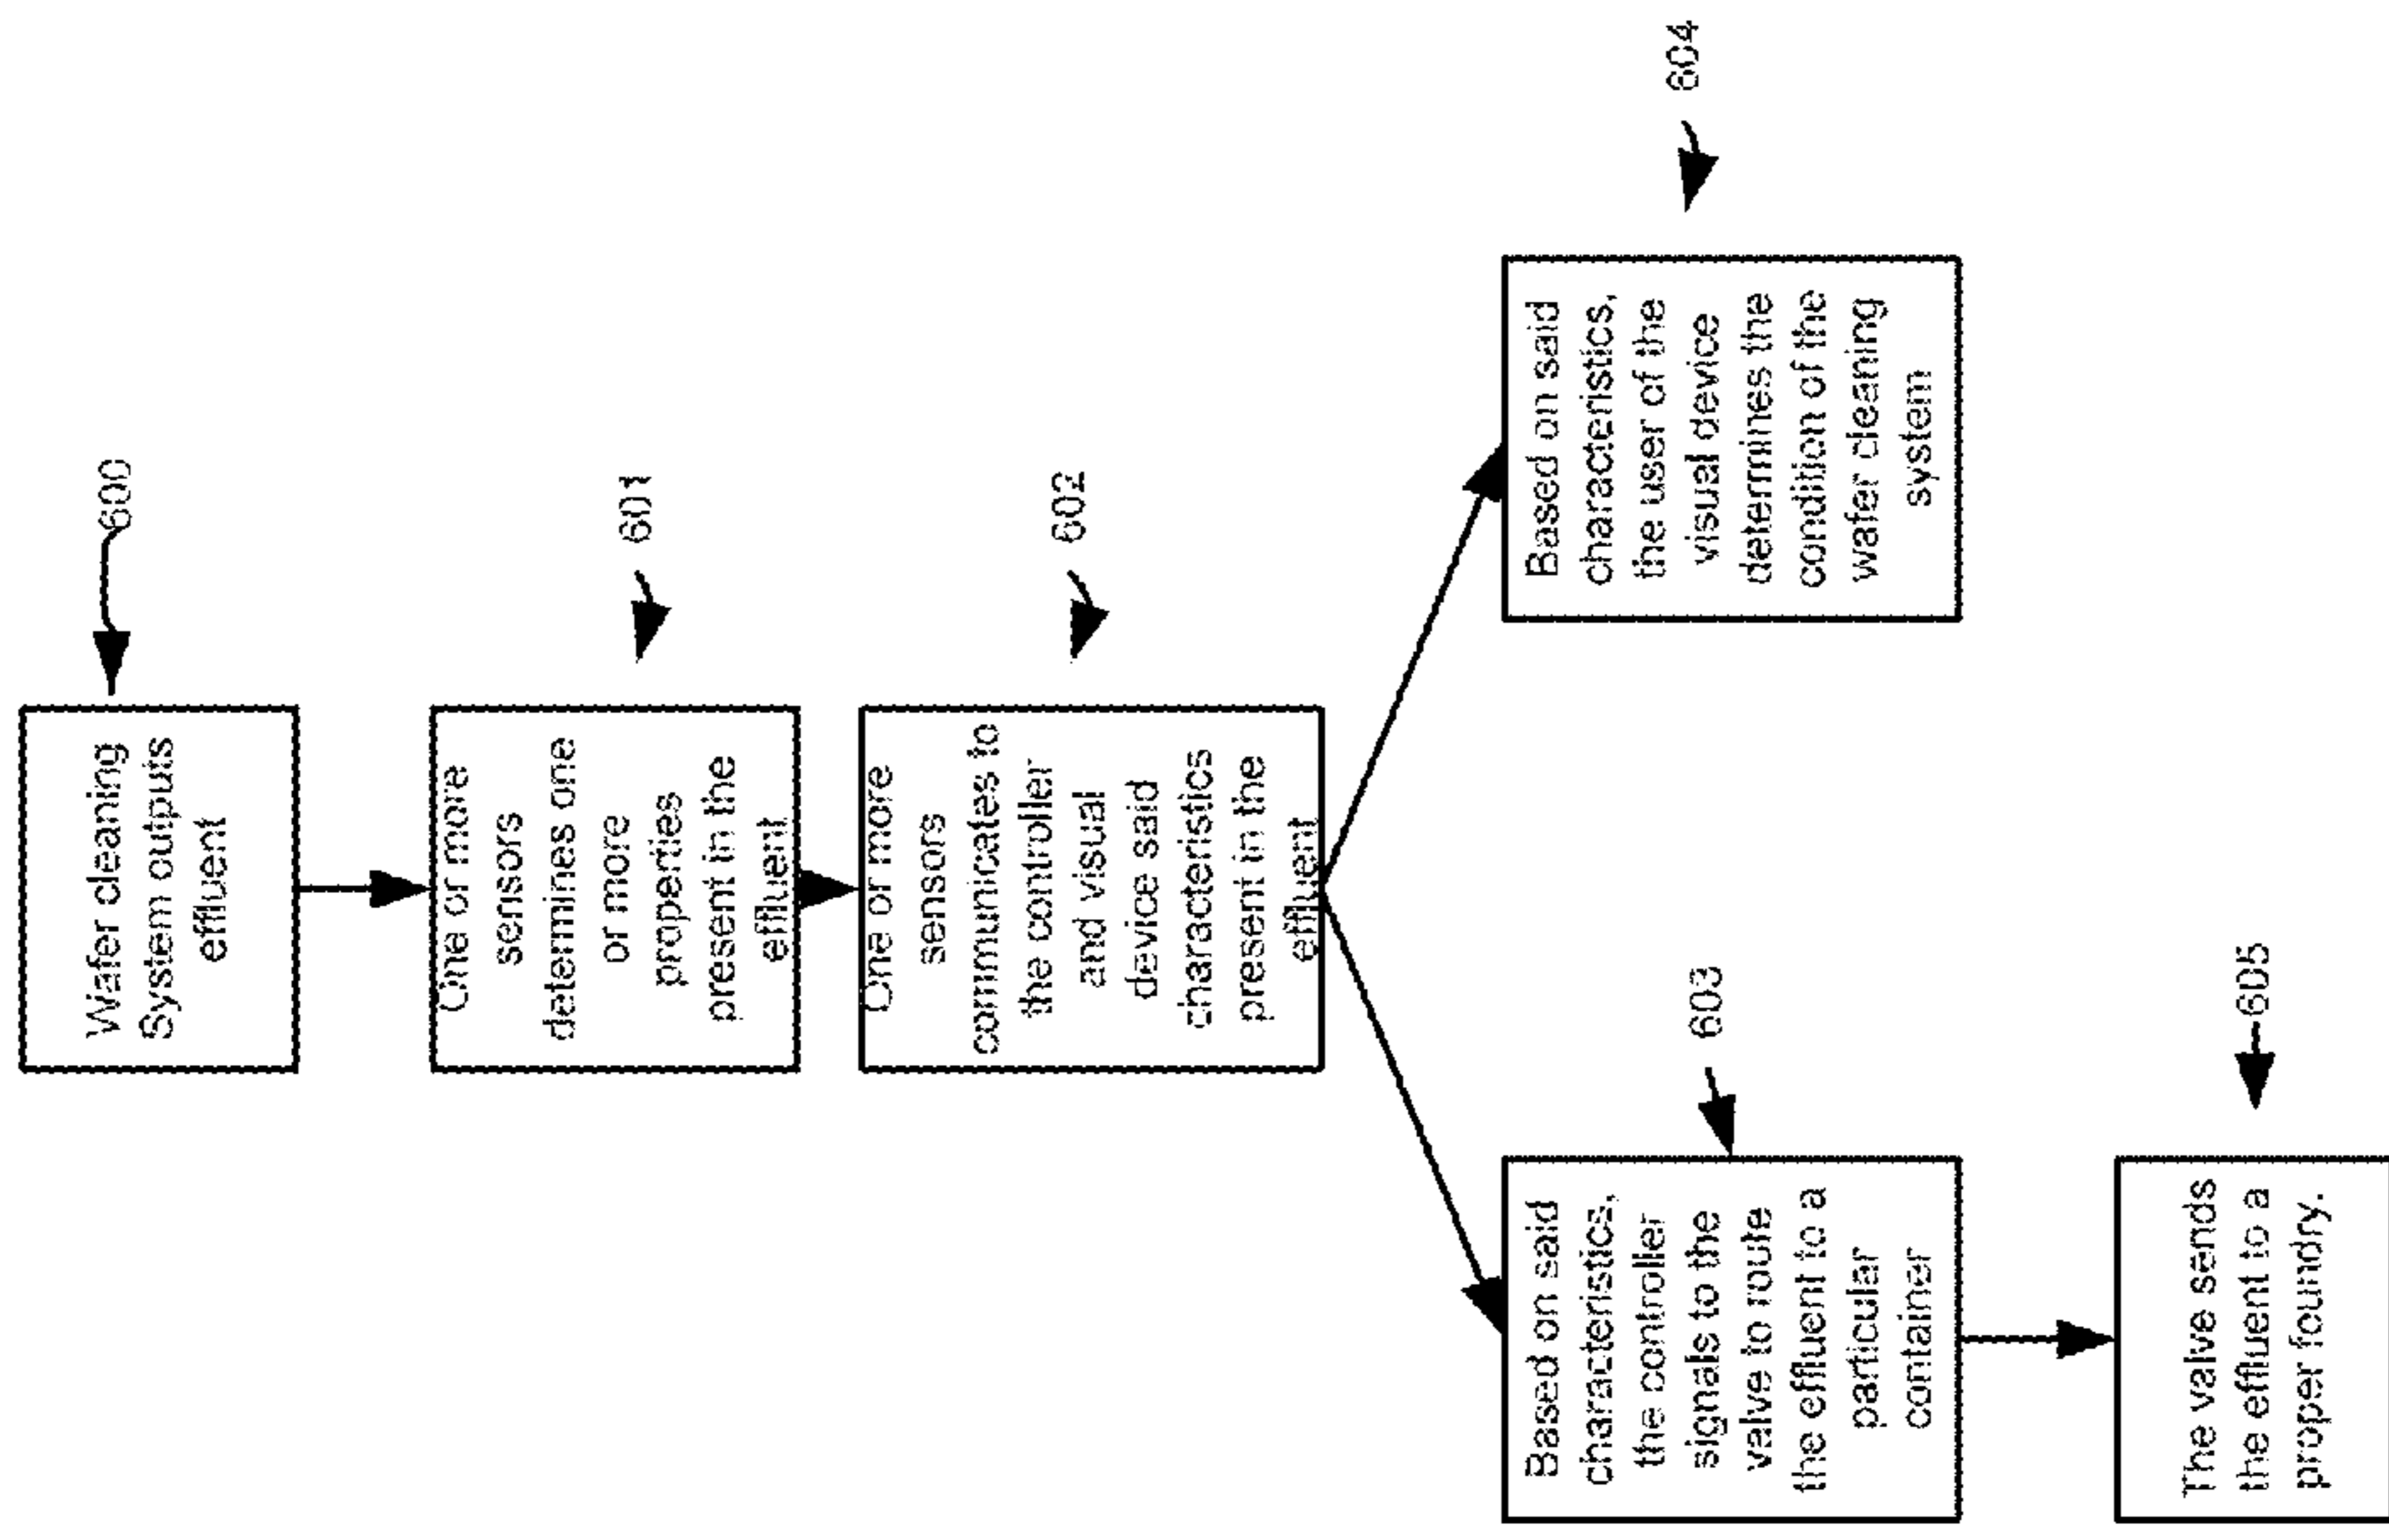 600
Wafer cleaning
System outputs
effluent
601
One or more
sensors
determines one
or more
properties
present in the
effluent
602
One or more
sensors
communicates to
the controller
and visual
device said
characteristics
present in the
effluent
603
Based on said
characteristics,
the controller
signals to the
valve to route
the effluent to a
particular
container
604
Based on said
characteristics,
the user of the
visual device
determines the
condition of the
wafer cleaning
system
605
The valve sends
the effluent to a
proper foundry.